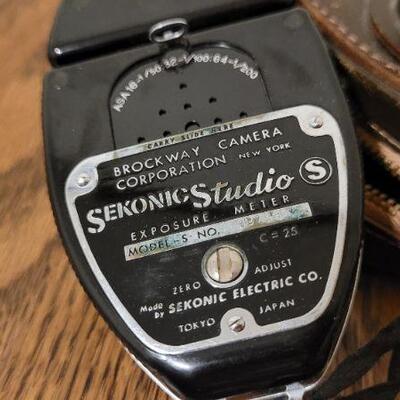 ASA 16-1/50:32-1/100:64-1/200
CARRY SLIDE HERE
BROCKWAY CAMERA
CORPORATION NEW YORK
SEKONIC Studio S
EXPOSURE METER
MODEL-S- NO.
C=25
ZERO ADJUST
Made by SEKONIC ELECTRIC CO.
TOKYO JAPAN